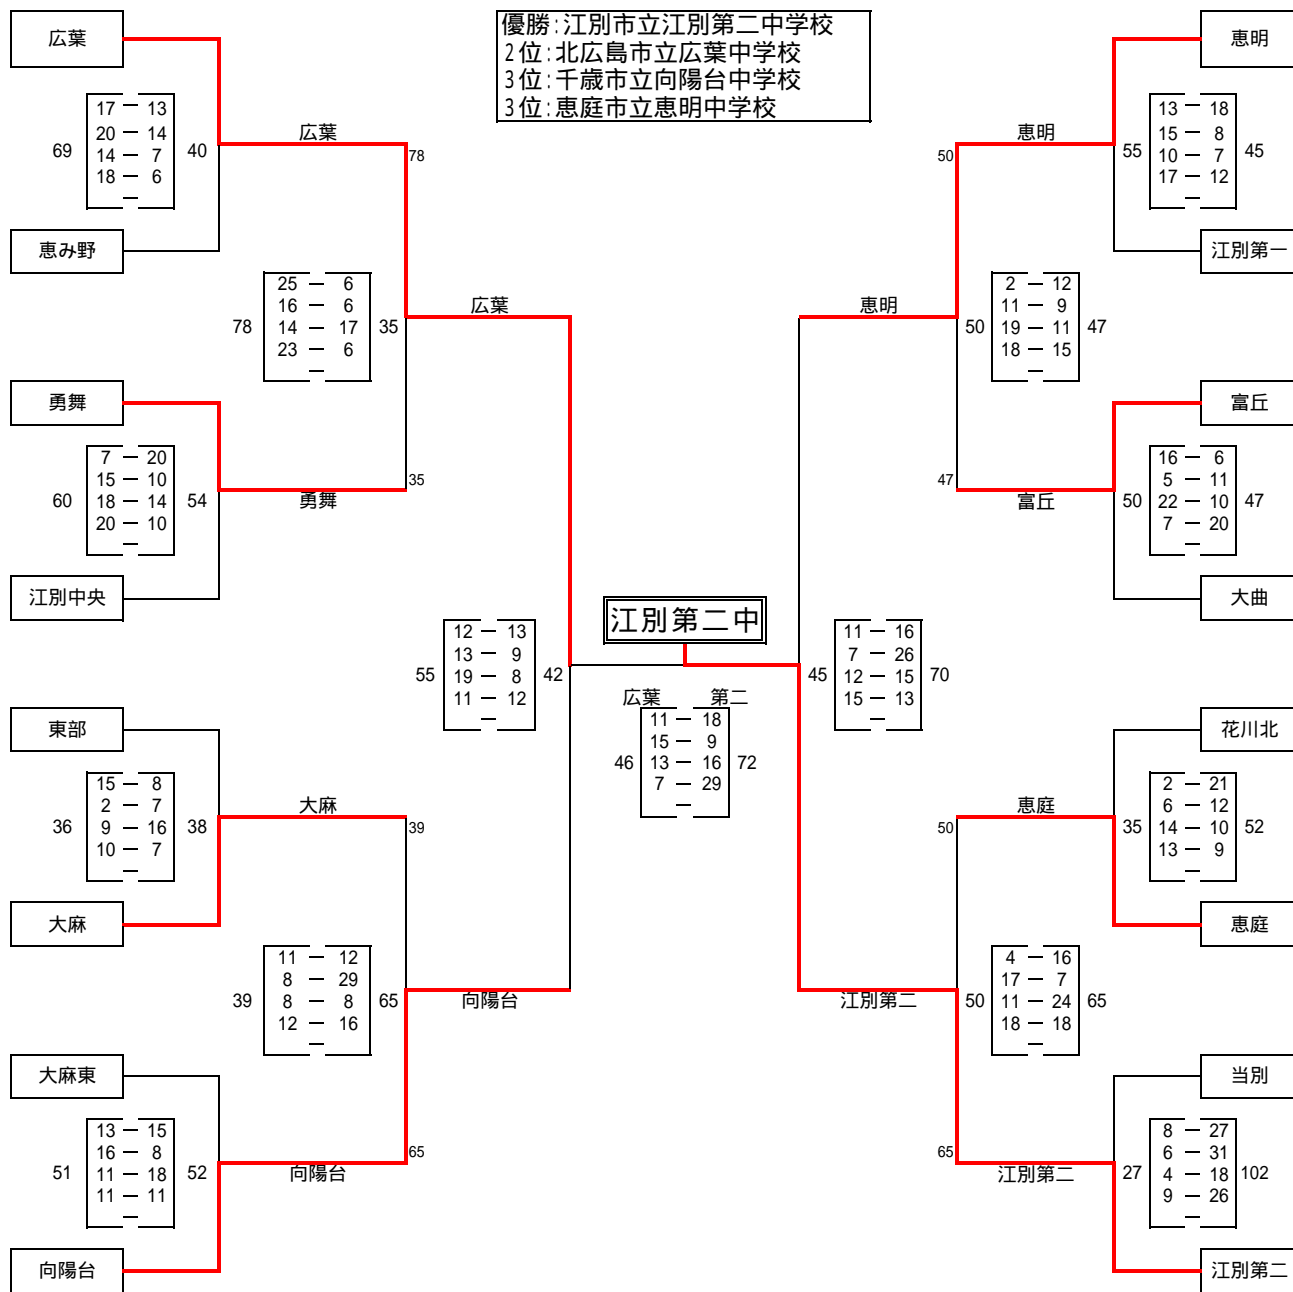 優勝:江別市立江別第二中学校
2位:北広島市立広葉中学校
3位:千歳市立向陽台中学校
3位:恵庭市立恵明中学校
広葉
17 ー 13
20 ー 14
14 ー 7
18 ー 6
ー
69
40
恵み野
広葉
78
25 ー 6
16 ー 6
14 ー 17
23 ー 6
ー
78
35
広葉
勇舞
7 ー 20
15 ー 10
18 ー 14
20 ー 10
ー
60
54
江別中央
勇舞
35
12 ー 13
13 ー 9
19 ー 8
11 ー 12
ー
55
42
東部
15 ー 8
2 ー 7
9 ー 16
10 ー 7
ー
36
38
大麻
大麻
39
11 ー 12
8 ー 29
8 ー 8
12 ー 16
ー
39
65
向陽台
大麻東
13 ー 15
16 ー 8
11 ー 18
11 ー 11
ー
51
52
向陽台
向陽台
65
江別第二中
広葉 第二
11 ー 18
15 ー 9
13 ー 16
7 ー 29
ー
46
72
恵明
13 ー 18
15 ー 8
10 ー 7
17 ー 12
ー
55
45
江別第一
恵明
50
2 ー 12
11 ー 9
19 ー 11
18 ー 15
ー
50
47
恵明
富丘
16 ー 6
5 ー 11
22 ー 10
7 ー 20
ー
50
47
大曲
富丘
47
11 ー 16
7 ー 26
12 ー 15
15 ー 13
ー
45
70
花川北
2 ー 21
6 ー 12
14 ー 10
13 ー 9
ー
35
52
恵庭
恵庭
50
4 ー 16
17 ー 7
11 ー 24
18 ー 18
ー
50
65
江別第二
当別
8 ー 27
6 ー 31
4 ー 18
9 ー 26
ー
27
102
江別第二
江別第二
65